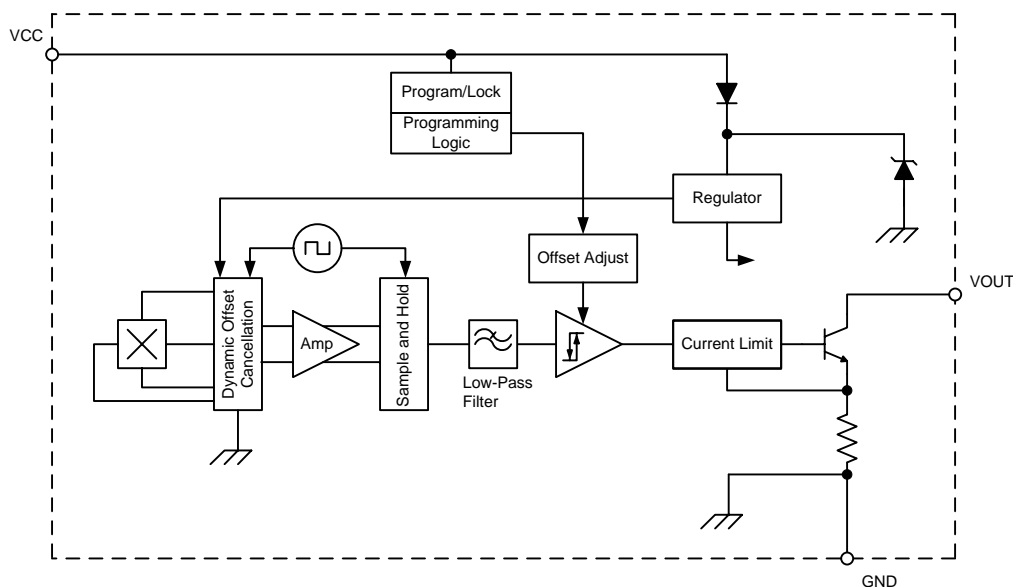 VCC
Program/Lock
Programming
Logic
Regulator
Offset Adjust
VOUT
Dynamic Offset
Cancellation
Amp
Sample and Hold
Low-Pass
Filter
Current Limit
GND